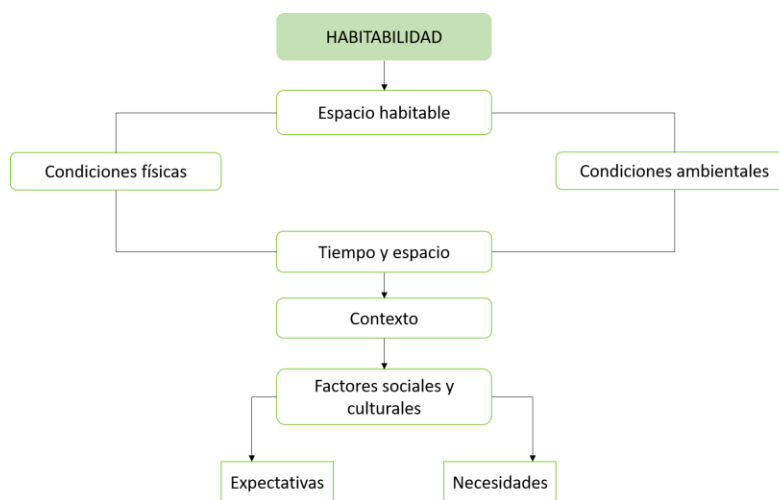 HABITABILIDAD
Espacio habitable
Condiciones físicas
Condiciones ambientales
Tiempo y espacio
Contexto
Factores sociales y
culturales
Expectativas
Necesidades